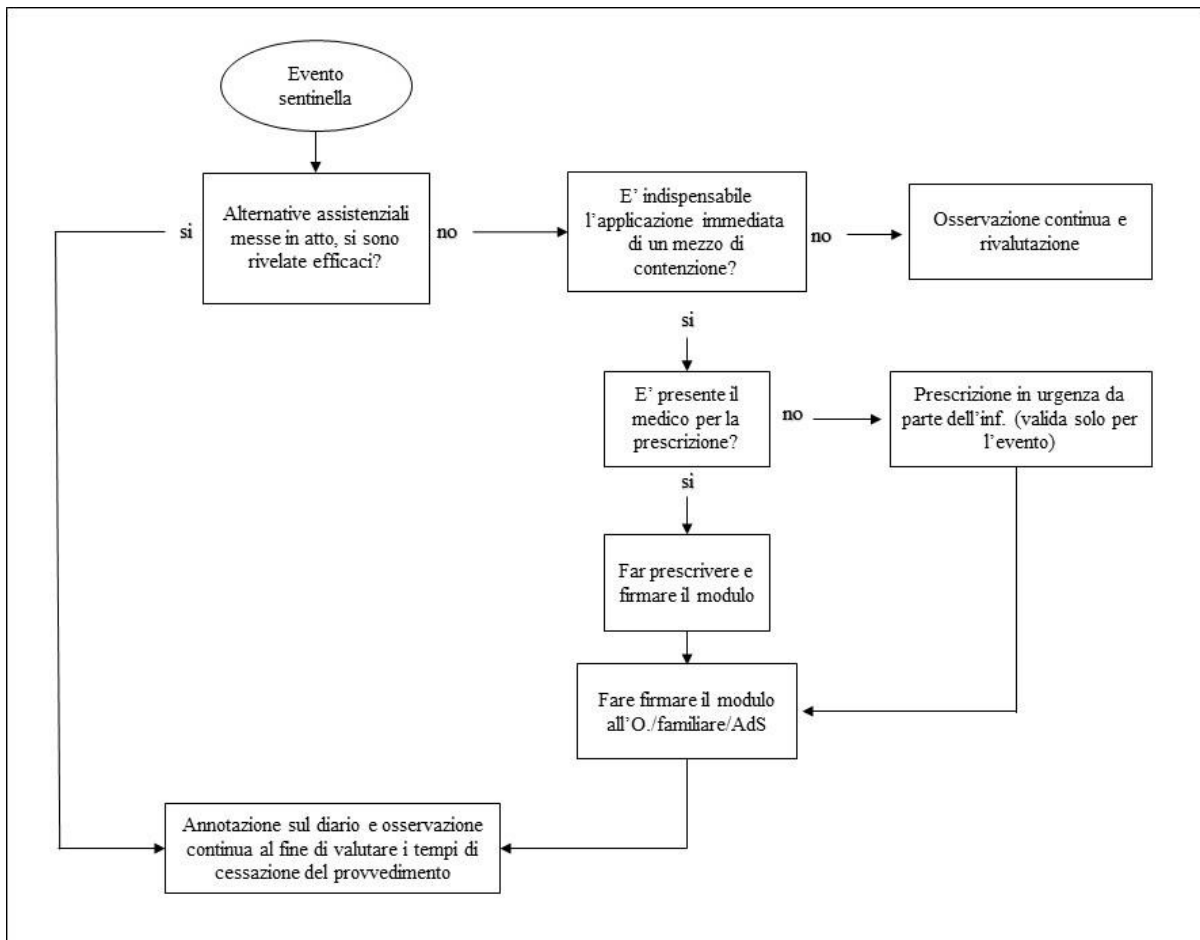 Evento
sentinella
Alternative assistenziali
messe in atto, si sono
rivelate efficaci?
si
no
E’ indispensabile
l’applicazione immediata
di un mezzo di
contenzione?
no
Osservazione continua e
rivalutazione
si
E’ presente il
medico per la
prescrizione?
no
Prescrizione in urgenza da
parte dell’inf. (valida solo per
l’evento)
si
Far prescrivere e
firmare il modulo
Fare firmare il modulo
all’O./familiare/AdS
Annotazione sul diario e osservazione
continua al fine di valutare i tempi di
cessazione del provvedimento